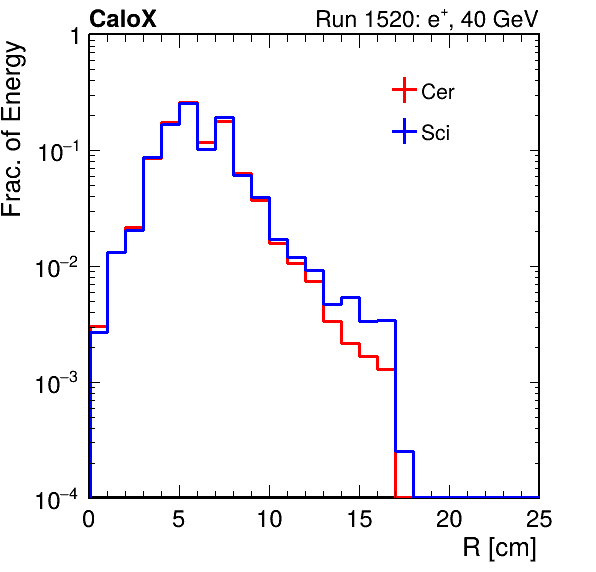 CaloX Run 1520: e⁺, 40 GeV
Frac. of Energy
1
10⁻¹
10⁻²
10⁻³
10⁻⁴
Cer
Sci
0 5 10 15 20 25
R [cm]